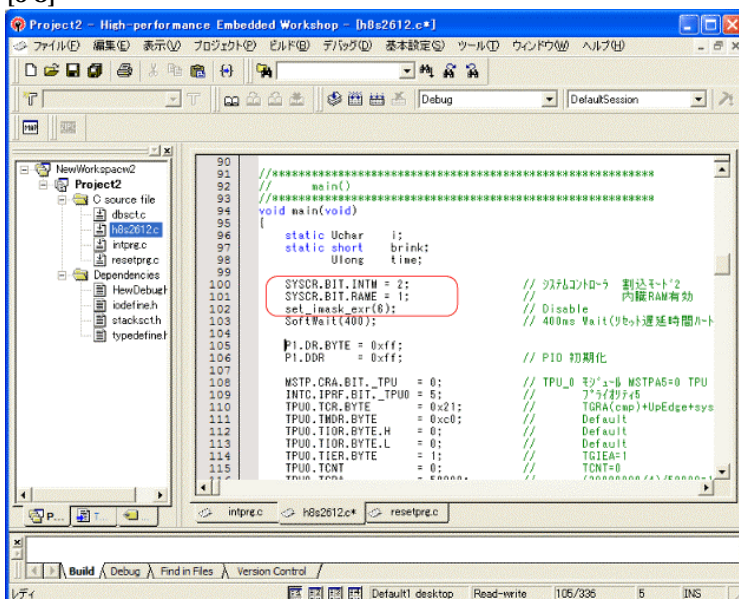 Project2 - High-performance Embedded Workshop - [h8s2612.c*]
ファイル(F) 編集(E) 表示(V) プロジェクト(P) ビルド(B) デバッグ(D) 基本設定(S) ツール(T) ウィンドウ(W) ヘルプ(H)
Debug DefaultSession
NewWorkspacw2
Project2
C source file
dbsct.c
h8s2612.c
intprg.c
resetprg.c
Dependencies
HewDebugh
iodefine.h
stacksct.h
typedefine.h
90
91 //****************************************************
92 // main()
93 //****************************************************
94 void main(void)
95 {
96 static Uchar i;
97 static short brink;
98 Ulong time;
99
100 SYSCR.BIT.INTM = 2; // システムコントローラ 割込モード2
101 SYSCR.BIT.RAME = 1; // 内臓RAM有効
102 set_imask_exr(6); // Disable
103 SoftWait(400); // 400ms Wait(リセット遅延時間ハート
104
105 P1.DR.BYTE = 0xff;
106 P1.DDR = 0xff; // PIO 初期化
107
108 MSTP.CRA.BIT._TPU = 0; // TPU_0 モジュール MSTPA5=0 TPU
109 INTC.IPRF.BIT._TPU0 = 5; // プライオリティ5
110 TPU0.TCR.BYTE = 0x21; // TGRA(cmp)+UpEdge+sys
111 TPU0.TMDR.BYTE = 0xc0; // Default
112 TPU0.TIOR.BYTE.H = 0; // Default
113 TPU0.TIOR.BYTE.L = 0; // Default
114 TPU0.TIER.BYTE = 1; // TGIEA=1
115 TPU0.TCNT = 0; // TCNT=0
intprg.c h8s2612.c* resetprg.c
P... T...
Build Debug Find in Files Version Control
レディ Default1 desktop Read-write 105/336 5 INS